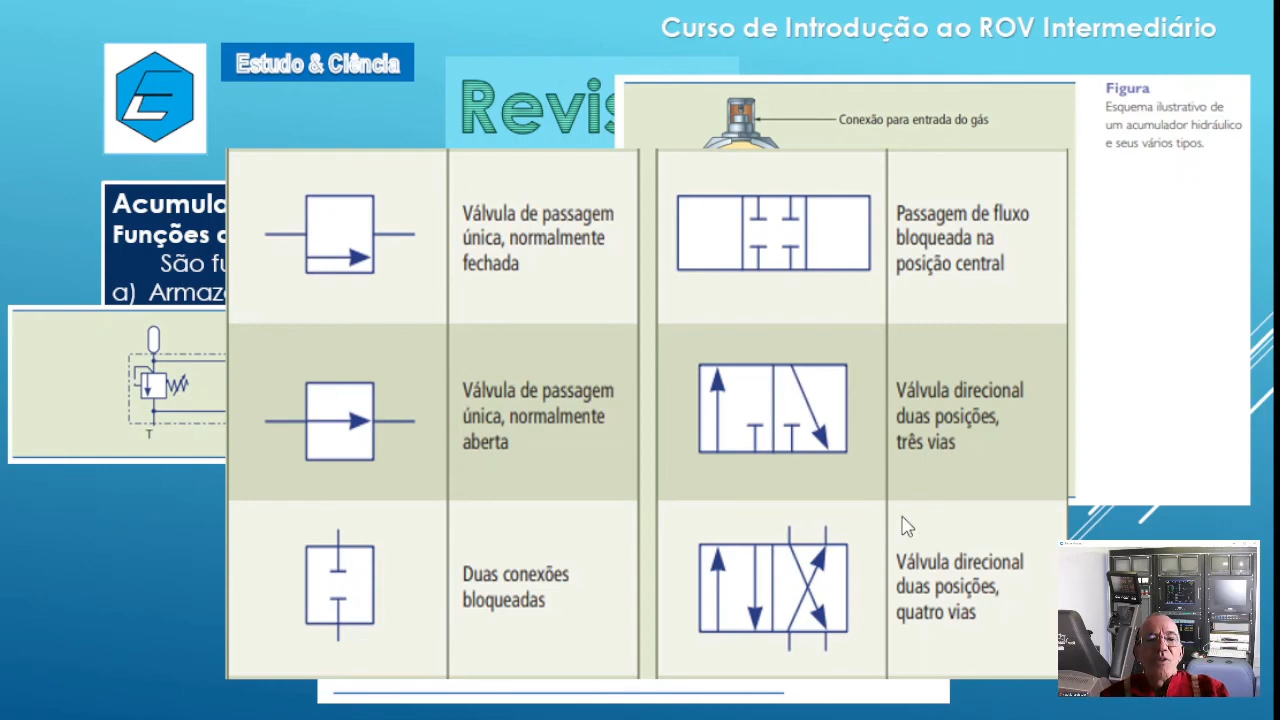 Curso de Introdução ao ROV Intermediário
Estudo & Ciência
Revis
Figura
Esquema ilustrativo de
um acumulador hidráulico
e seus vários tipos.
Conexão para entrada do gás
Acumula
Funções
São fu
a) Armaz
T
Válvula de passagem
única, normalmente
fechada
Passagem de fluxo
bloqueada na
posição central
Válvula de passagem
única, normalmente
aberta
Válvula direcional
duas posições,
três vias
Duas conexões
bloqueadas
Válvula direcional
duas posições,
quatro vias